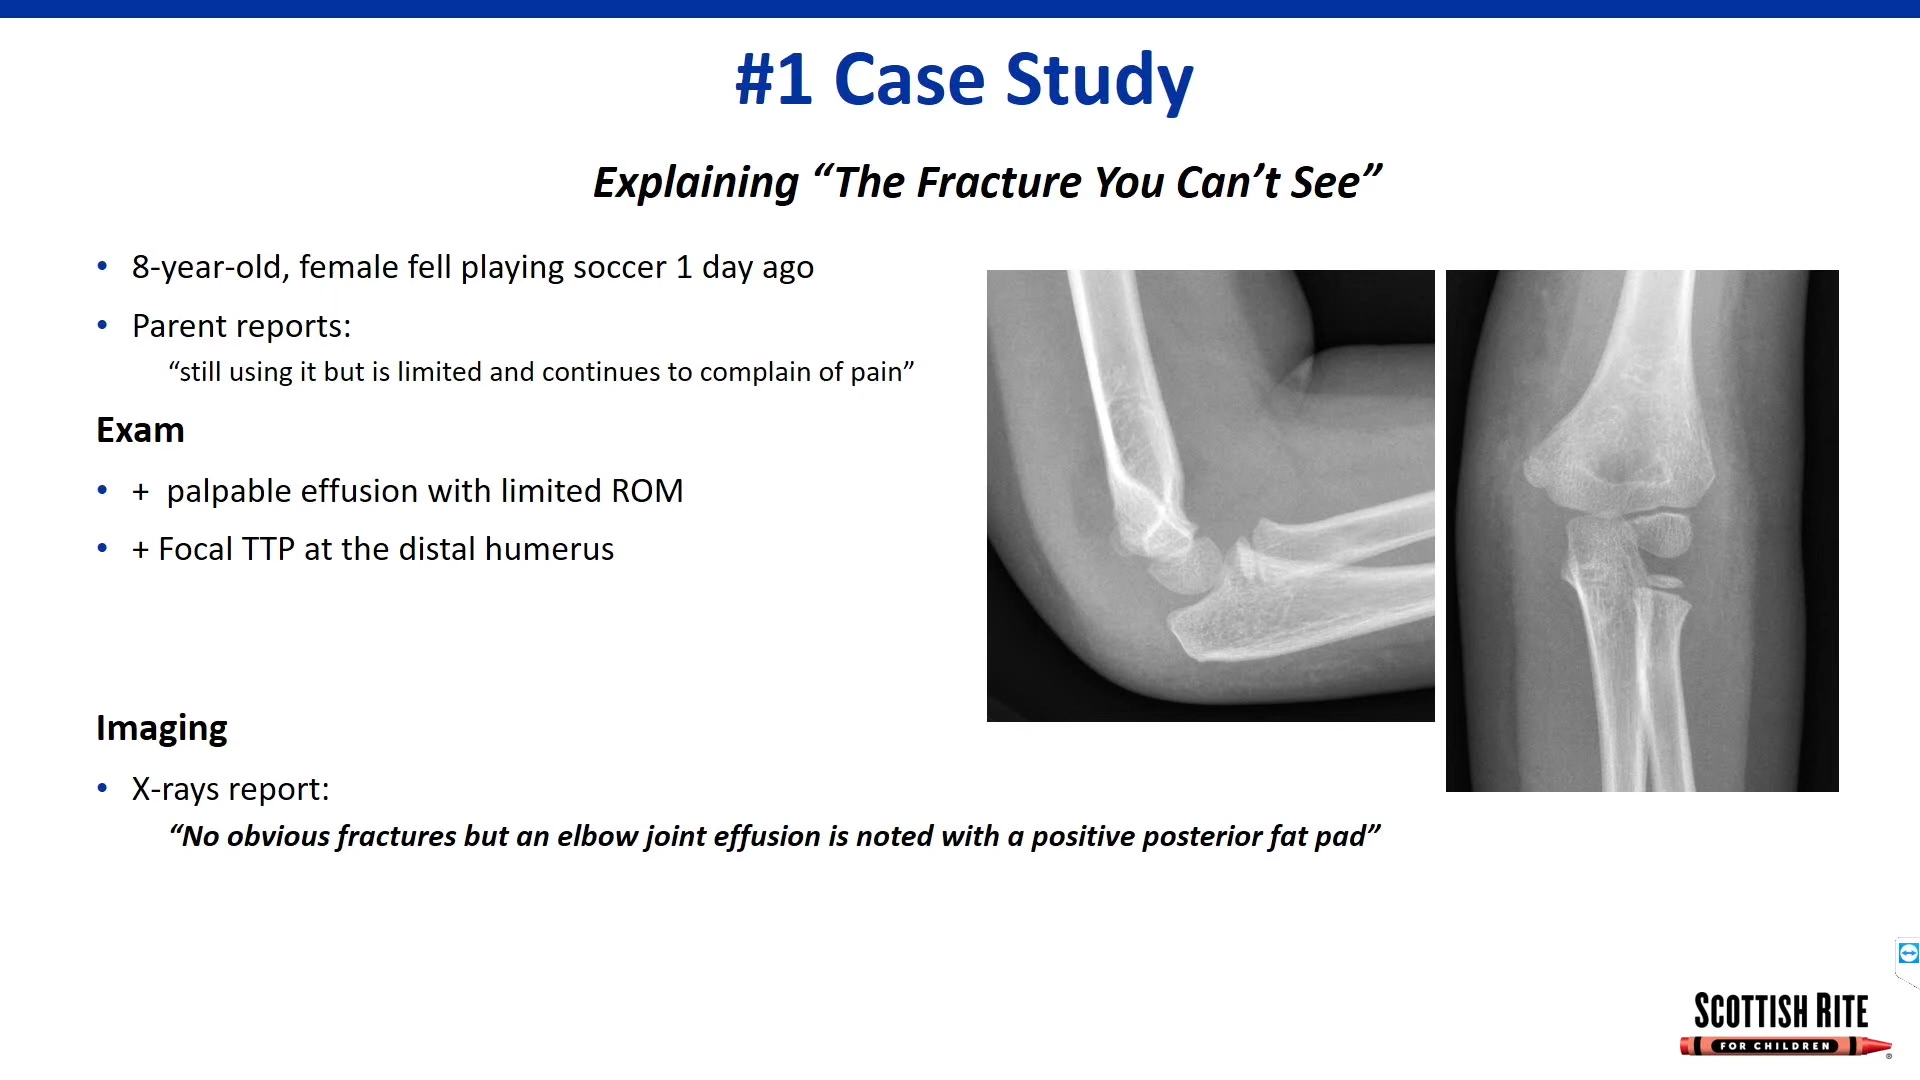 #1 Case Study
Explaining “The Fracture You Can’t See”
• 8-year-old, female fell playing soccer 1 day ago
• Parent reports:
“still using it but is limited and continues to complain of pain”
Exam
• + palpable effusion with limited ROM
• + Focal TTP at the distal humerus
Imaging
• X-rays report:
“No obvious fractures but an elbow joint effusion is noted with a positive posterior fat pad”
SCOTTISH RITE
FOR CHILDREN
®